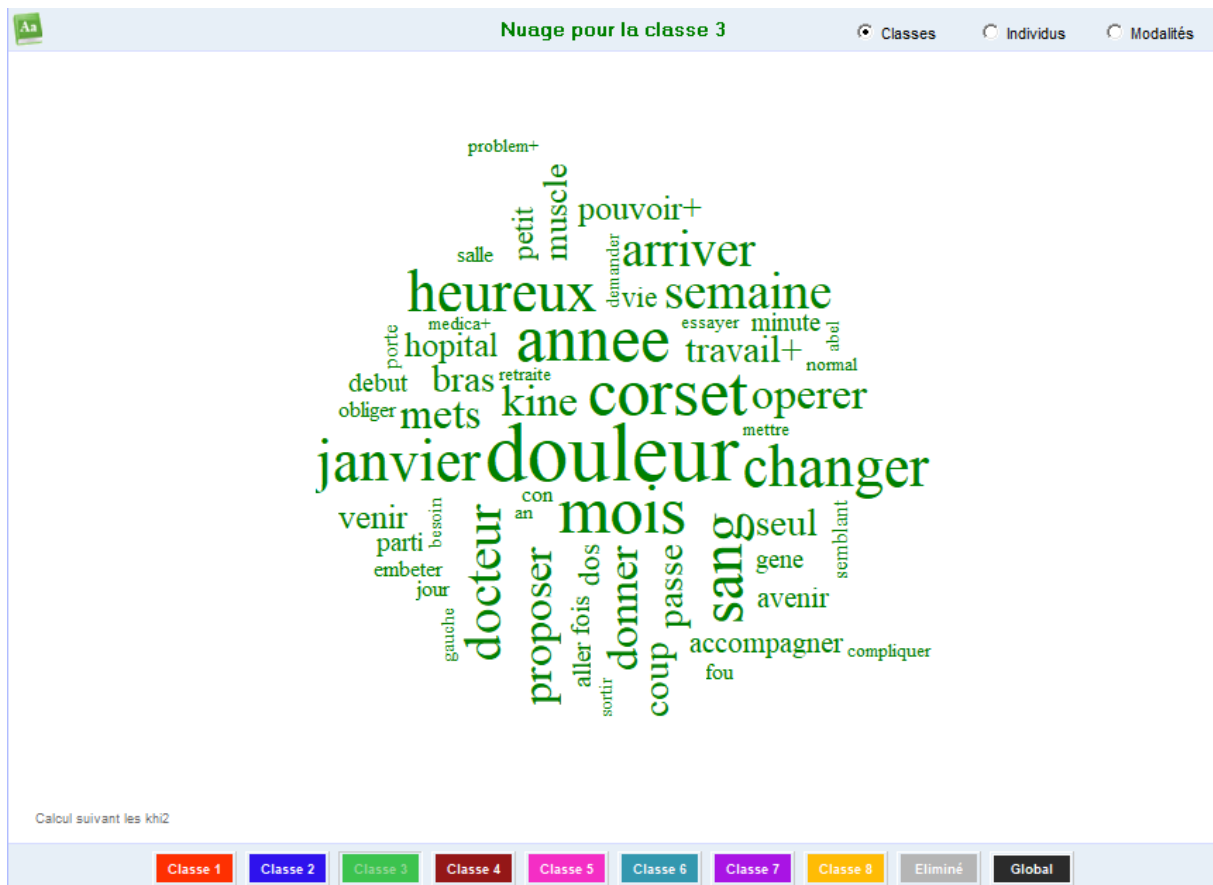 Aa
Nuage pour la classe 3
Classes
Individus
Modalités
problem+
muscle
petit
pouvoir+
demander
arriver
salle
heureux
vie
semaine
medica+
porte
hopital
annee
essayer
minute
abel
travail+
normal
debut
bras
retraite
obliger
mets
kine
corset
operer
mettre
janvier
douleur
changer
con
an
mois
venir
besoin
parti
embeter
jour
gauche
docteur
proposer
dos
fois
aller
sortir
donner
passe
coup
sang
seul
semblant
gene
avenir
accompagner
compliquer
fou
Calcul suivant les khi2
Classe 1
Classe 2
Classe 3
Classe 4
Classe 5
Classe 6
Classe 7
Classe 8
Eliminé
Global